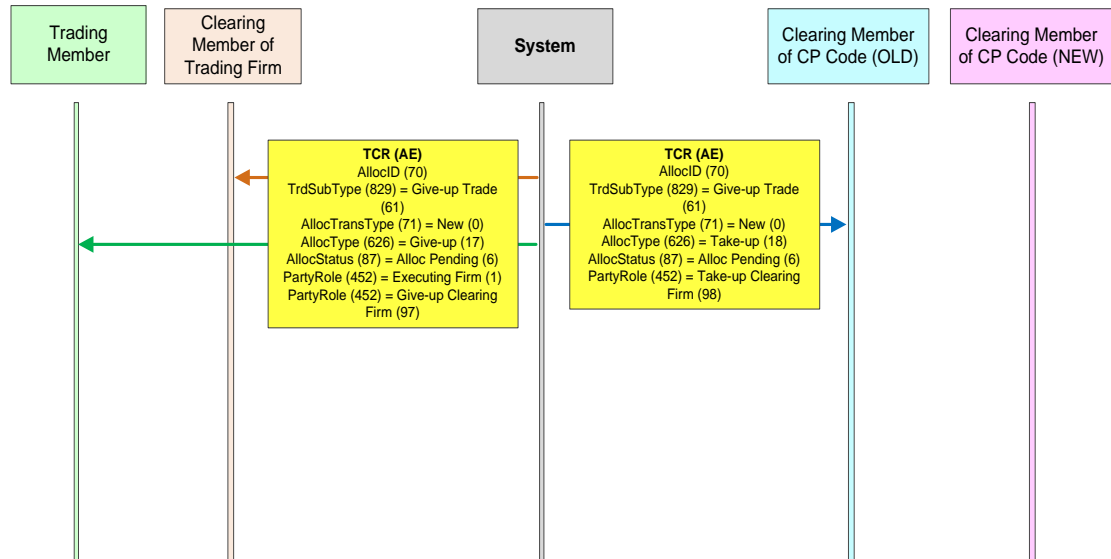 Trading
Member
Clearing
Member of
Trading Firm
System
Clearing Member
of CP Code (OLD)
Clearing Member
of CP Code (NEW)
TCR (AE)
AllocID (70)
TrdSubType (829) = Give-up Trade
(61)
AllocTransType (71) = New (0)
AllocType (626) = Give-up (17)
AllocStatus (87) = Alloc Pending (6)
PartyRole (452) = Executing Firm (1)
PartyRole (452) = Give-up Clearing
Firm (97)
TCR (AE)
AllocID (70)
TrdSubType (829) = Give-up Trade
(61)
AllocTransType (71) = New (0)
AllocType (626) = Take-up (18)
AllocStatus (87) = Alloc Pending (6)
PartyRole (452) = Take-up Clearing
Firm (98)